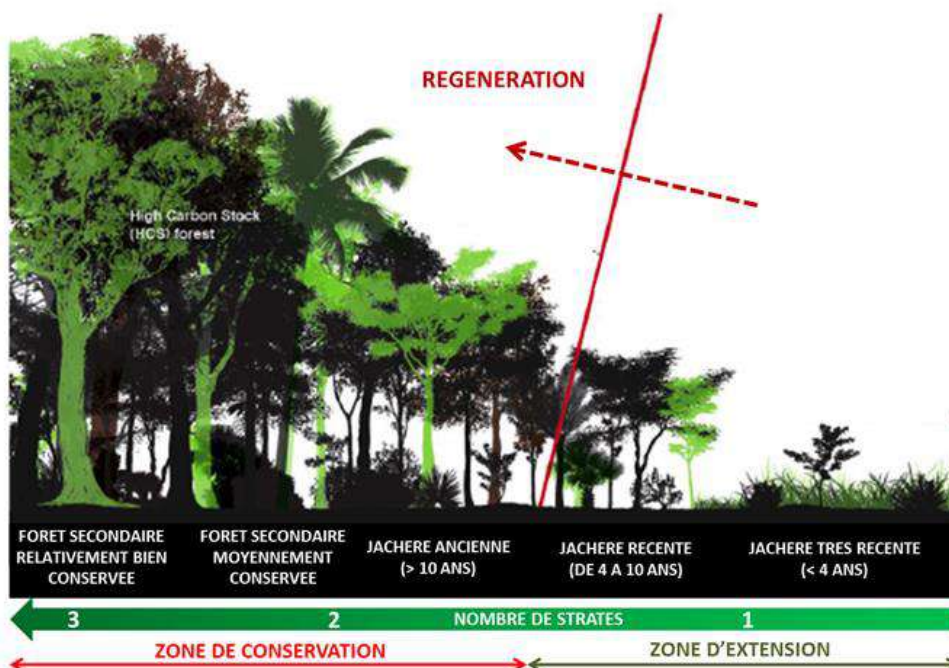 REGENERATION
High Carbon Stock
(HCS) forest
FORET SECONDAIRE
RELATIVEMENT BIEN
CONSERVEE
FORET SECONDAIRE
MOYENNEMENT
CONSERVEE
JACHERE ANCIENNE
(> 10 ANS)
JACHERE RECENTE
(DE 4 A 10 ANS)
JACHERE TRES RECENTE
(< 4 ANS)
3 2 NOMBRE DE STRATES 1
ZONE DE CONSERVATION ZONE D'EXTENSION